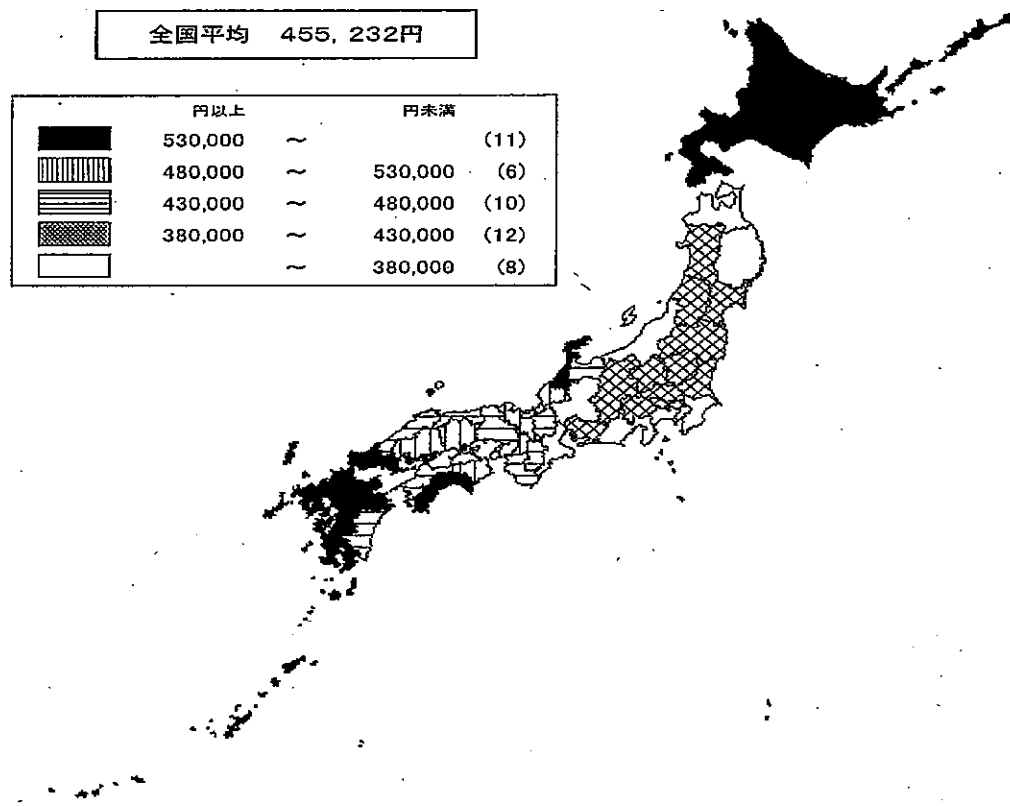 全国平均 455, 232円
円以上 円未満
530,000 ～ (11)
480,000 ～ 530,000 (6)
430,000 ～ 480,000 (10)
380,000 ～ 430,000 (12)
～ 380,000 (8)